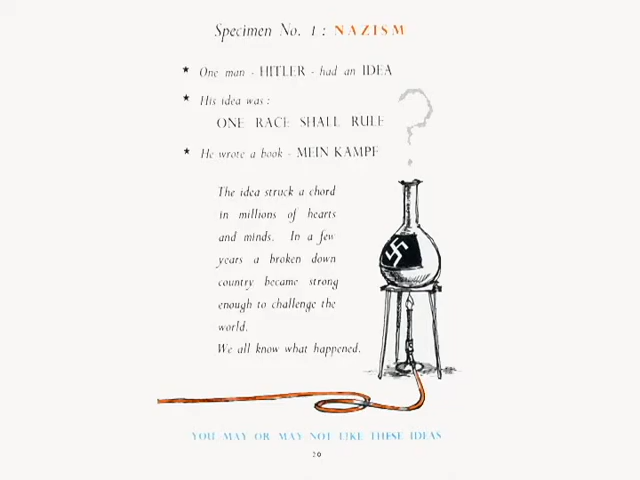 Specimen No. 1 : NAZISM
* One man - HITLER - had an IDEA
* His idea was :
ONE RACE SHALL RULE
* He wrote a book - MEIN KAMPF
The idea struck a chord
in millions of hearts
and minds. In a few
years a broken down
country became strong
enough to challenge the
world.
We all know what happened.
YOU MAY OR MAY NOT LIKE THESE IDEAS
20